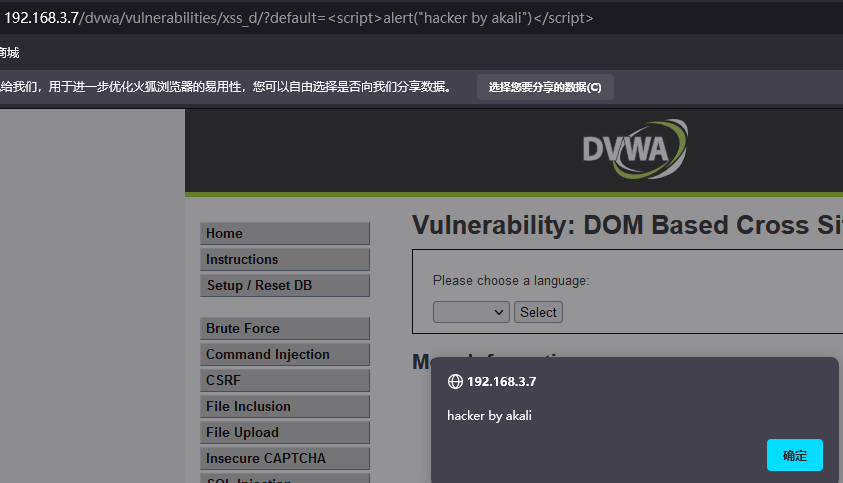 192.168.3.7/dvwa/vulnerabilities/xss_d/?default=<script>alert("hacker by akali")</script>
商城
给我们，用于进一步优化火狐浏览器的易用性，您可以自由选择是否向我们分享数据。 选择您要分享的数据(C)
DVWA
Vulnerability: DOM Based Cross Si
Home
Instructions
Setup / Reset DB
Please choose a language:
Select
Brute Force
Command Injection
CSRF
File Inclusion
File Upload
Insecure CAPTCHA
192.168.3.7
hacker by akali
确定